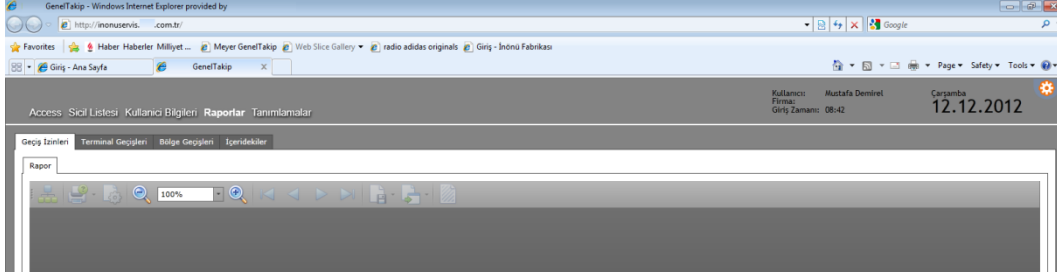 GenelTakip - Windows Internet Explorer provided by
http://inonuservis. .com.tr/
Google
Favorites Haber Haberler Milliyet ... Meyer GenelTakip Web Slice Gallery radio adidas originals Giriş - İnönü Fabrikası
Giriş - Ana Sayfa GenelTakip X Page Safety Tools
Kullanıcı: Mustafa Demirel Çarşamba
Firma: 12.12.2012
Giriş Zamanı: 08:42
Access Sicil Listesi Kullanici Bilgileri Raporlar Tanımlamalar
Geçiş İzinleri Terminal Geçişleri Bölge Geçişleri İçeridekiler
Rapor
100%